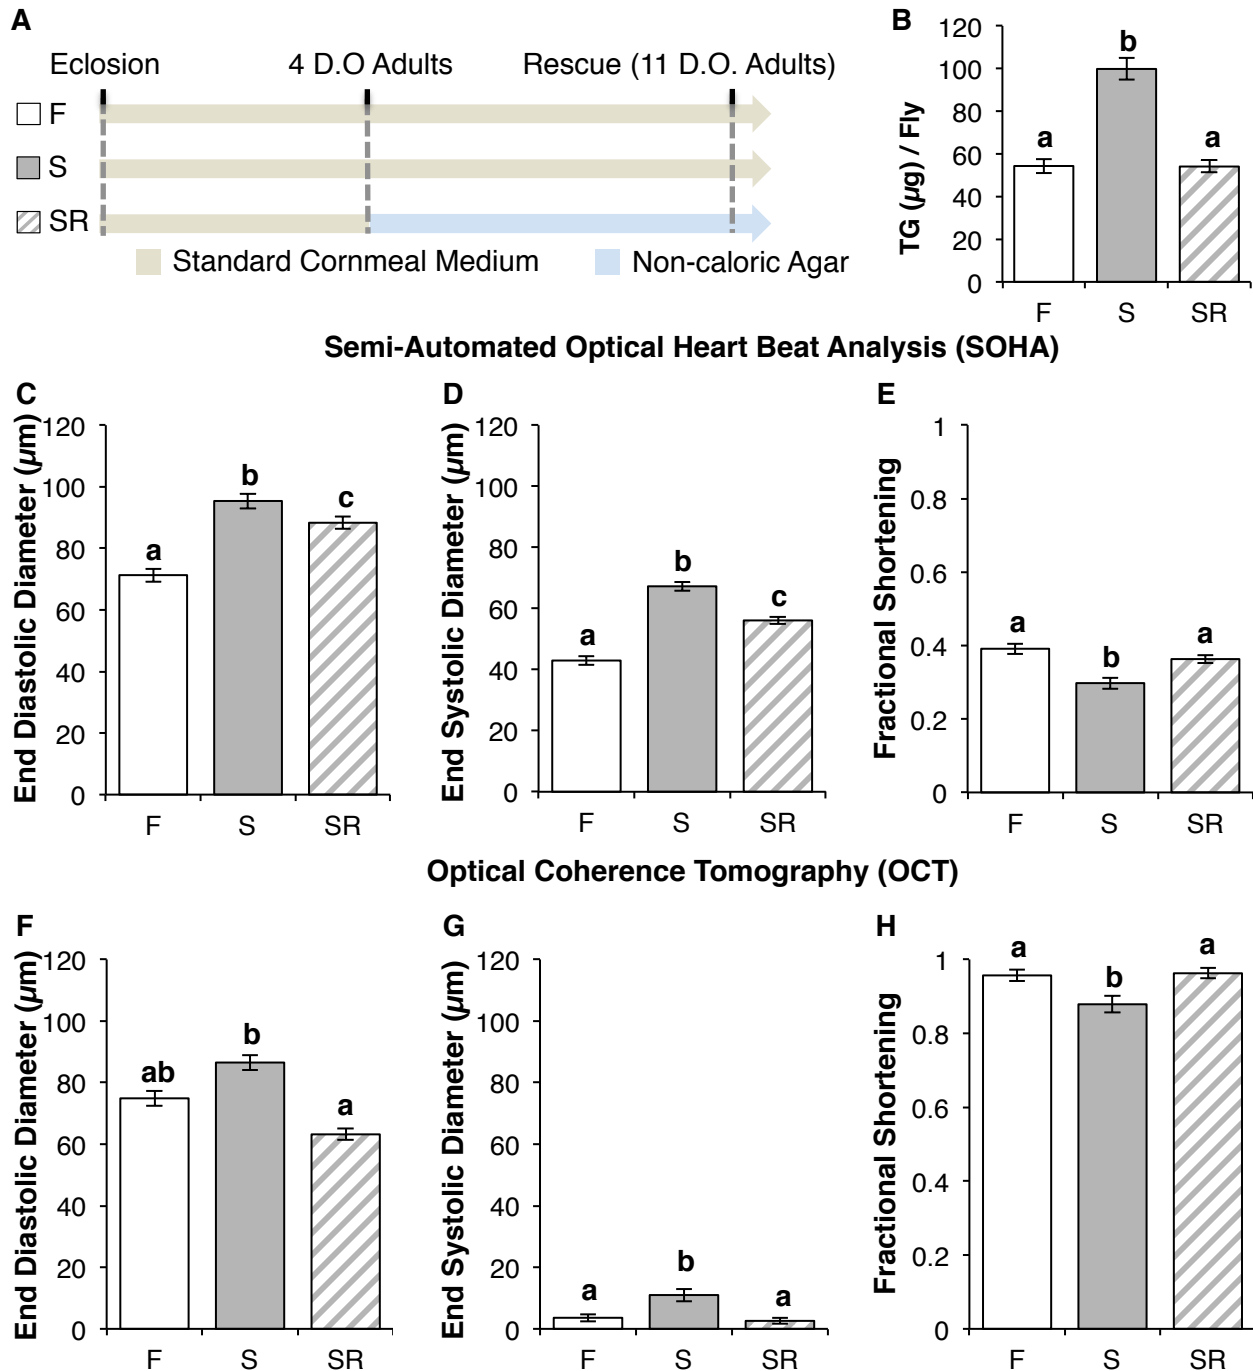 A
Eclosion 4 D.O Adults Rescue (11 D.O. Adults)
F
S
SR
Standard Cornmeal Medium Non-caloric Agar
B
TG (µg) / Fly
120
100
80
60
40
20
0
a b a
F S SR
Semi-Automated Optical Heart Beat Analysis (SOHA)
C
End Diastolic Diameter (µm)
120
100
80
60
40
20
0
a b c
F S SR
D
End Systolic Diameter (µm)
120
100
80
60
40
20
0
a b c
F S SR
E
Fractional Shortening
1
0.8
0.6
0.4
0.2
0
a b a
F S SR
Optical Coherence Tomography (OCT)
F
End Diastolic Diameter (µm)
120
100
80
60
40
20
0
ab b a
F S SR
G
End Systolic Diameter (µm)
120
100
80
60
40
20
0
a b a
F S SR
H
Fractional Shortening
1
0.8
0.6
0.4
0.2
0
a b a
F S SR